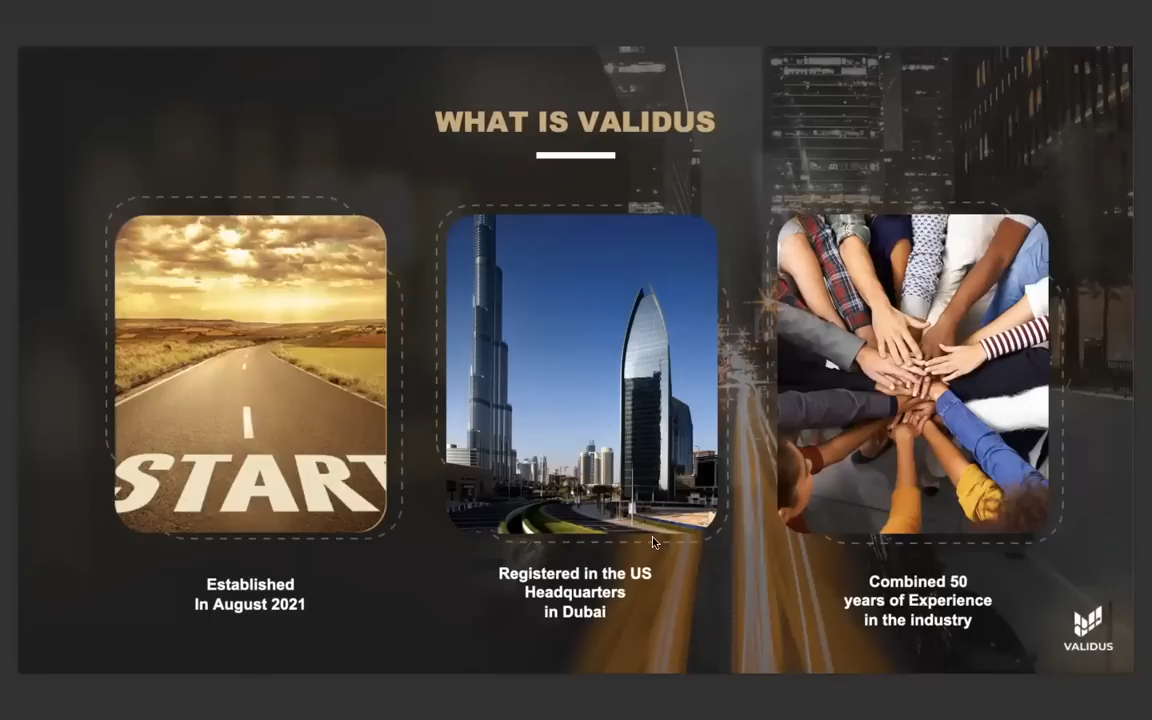 WHAT IS VALIDUS
START
Established
In August 2021
Registered in the US
Headquarters
in Dubai
Combined 50
years of Experience
in the industry
VALIDUS